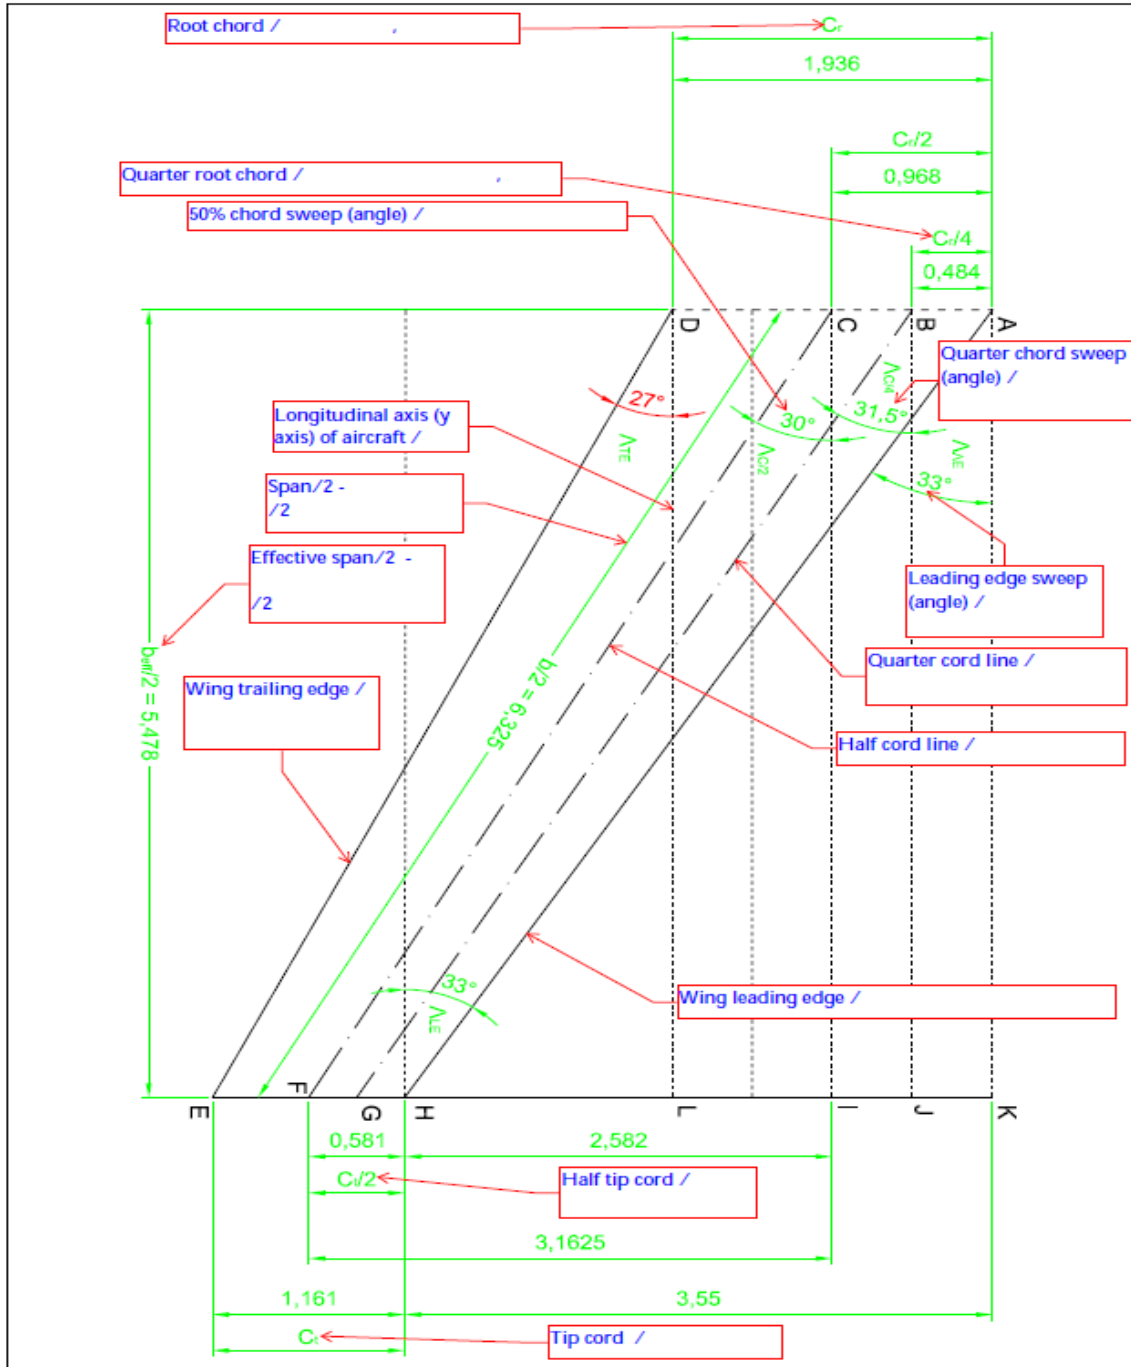 Root chord /                    ,
Cr
1,936
Cr/2
Quarter root chord /                    ,
0,968
50% chord sweep (angle) /
Cr/4
0,484
D
C
B
A
Quarter chord sweep
(angle) /
ΛC/4
27°
31,5°
30°
Longitudinal axis (y
axis) of aircraft /
ΛTE
ΛC/2
ΛΛE
33°
Span/2 -
/2
Effective span/2 -
/2
Leading edge sweep
(angle) /
beff/2 = 5,478
b/2 = 6,325
Quarter cord line /
Wing trailing edge /
Half cord line /
33°
ΛLE
Wing leading edge /
E
F
G
H
L
I
J
K
0,581
2,582
Ct/2
Half tip cord /
3,1625
1,161
3,55
Ct
Tip cord /